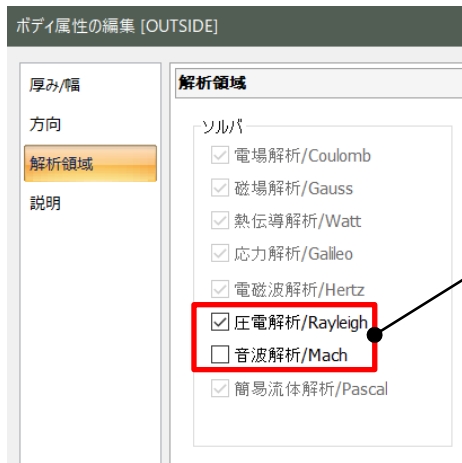 ボディ属性の編集 [OUTSIDE]
厚み/幅
方向
解析領域
説明
解析領域
ソルバ
電場解析/Coulomb
磁場解析/Gauss
熱伝導解析/Watt
応力解析/Galileo
電磁波解析/Hertz
圧電解析/Rayleigh
音波解析/Mach
簡易流体解析/Pascal